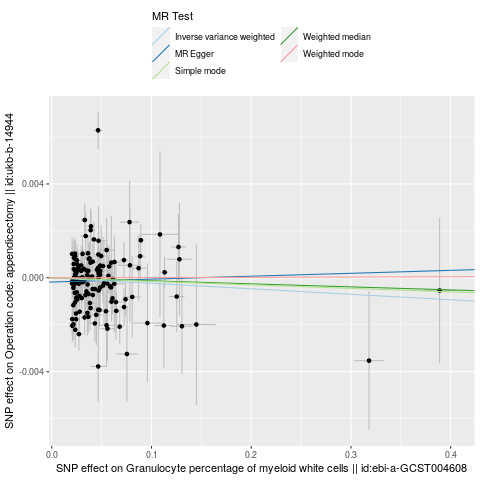 MR Test
Inverse variance weighted
Weighted median
MR Egger
Weighted mode
Simple mode
SNP effect on Operation code: appendicectomy || id:ukb-b-14944
0.004
0.000
-0.004
0.0
0.1
0.2
0.3
0.4
SNP effect on Granulocyte percentage of myeloid white cells || id:ebi-a-GCST004608